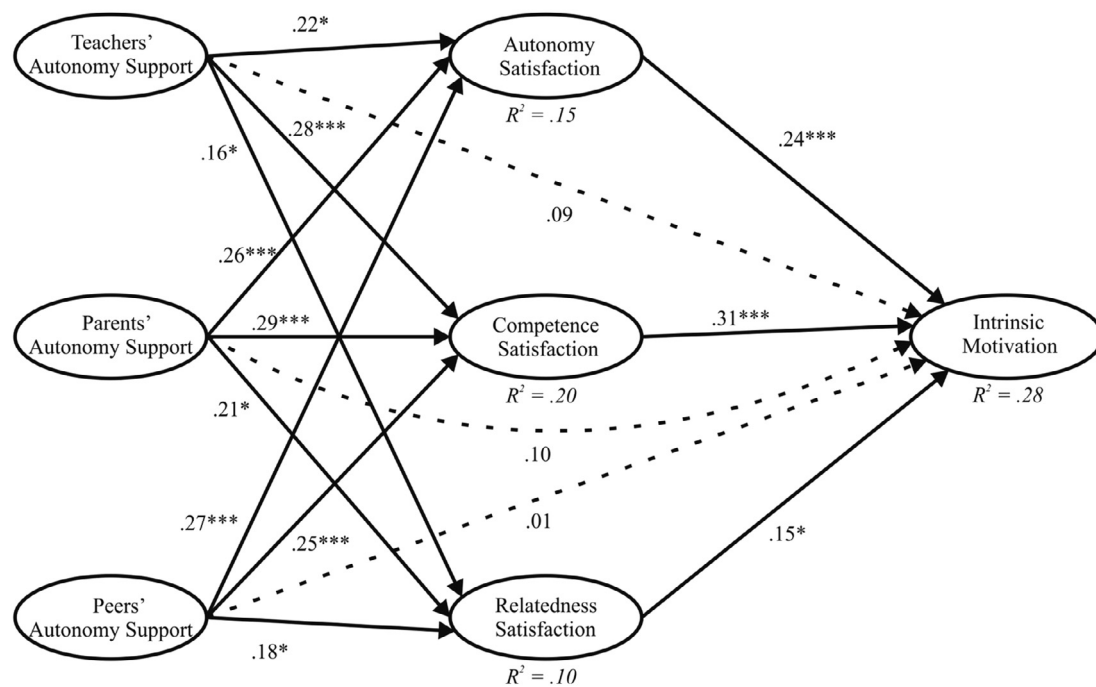 .22*
Teachers’
Autonomy Support
Autonomy
Satisfaction
R² = .15
.28***
.16*
.24***
.09
.26***
Parents’
Autonomy Support
.29***
Competence
Satisfaction
R² = .20
.31***
Intrinsic
Motivation
R² = .28
.21*
.10
.27***
.25***
.01
.15*
Peers’
Autonomy Support
.18*
Relatedness
Satisfaction
R² = .10